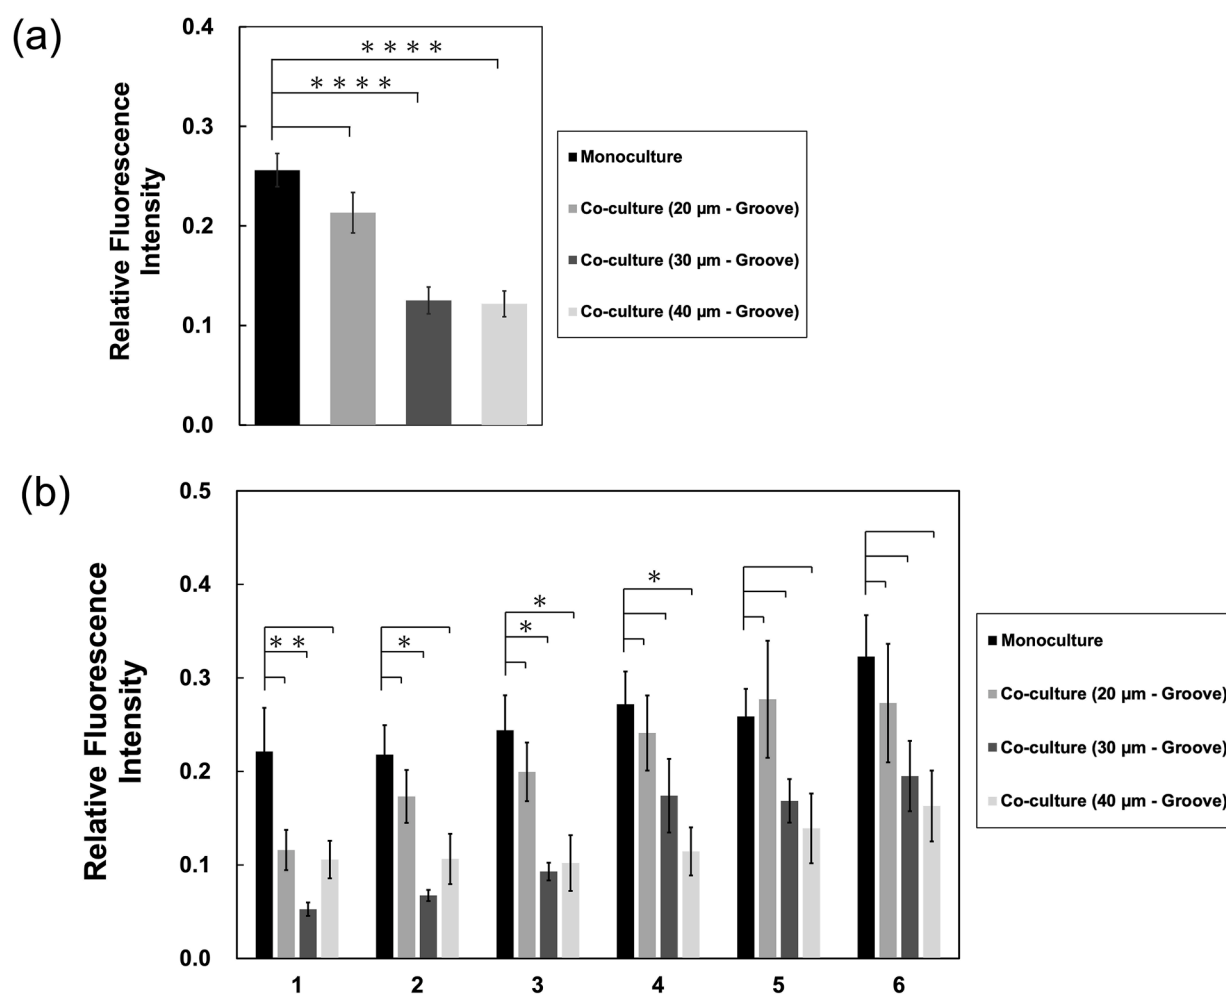 (a)
Relative Fluorescence
Intensity
0.4
0.3
0.2
0.1
0.0
＊＊＊＊
＊＊＊＊
Monoculture
Co-culture (20 µm - Groove)
Co-culture (30 µm - Groove)
Co-culture (40 µm - Groove)
(b)
Relative Fluorescence
Intensity
0.5
0.4
0.3
0.2
0.1
0.0
＊＊
＊
＊
＊
＊
1 2 3 4 5 6
Monoculture
Co-culture (20 µm - Groove)
Co-culture (30 µm - Groove)
Co-culture (40 µm - Groove)